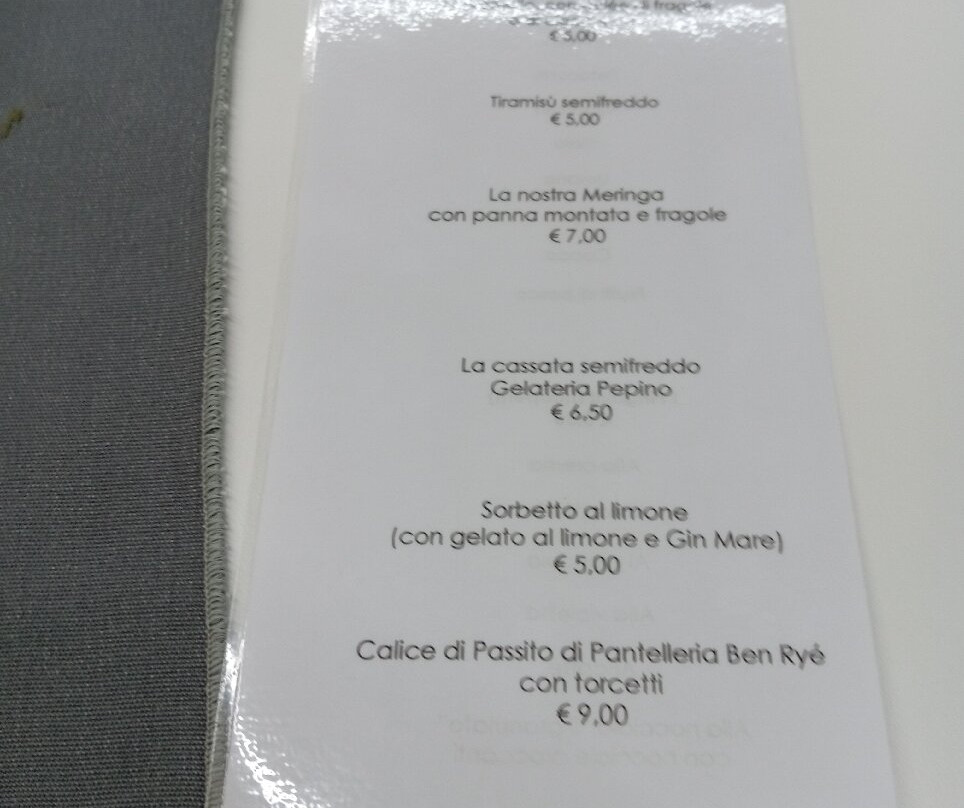 fragole
€ 5,00
Tiramisù semifreddo
€ 5,00
La nostra Meringa
con panna montata e fragole
€ 7,00
La cassata semifreddo
Gelateria Pepino
€ 6,50
Sorbetto al limone
(con gelato al limone e Gin Mare)
€ 5,00
Calice di Passito di Pantelleria Ben Ryé
con torcetti
€ 9,00